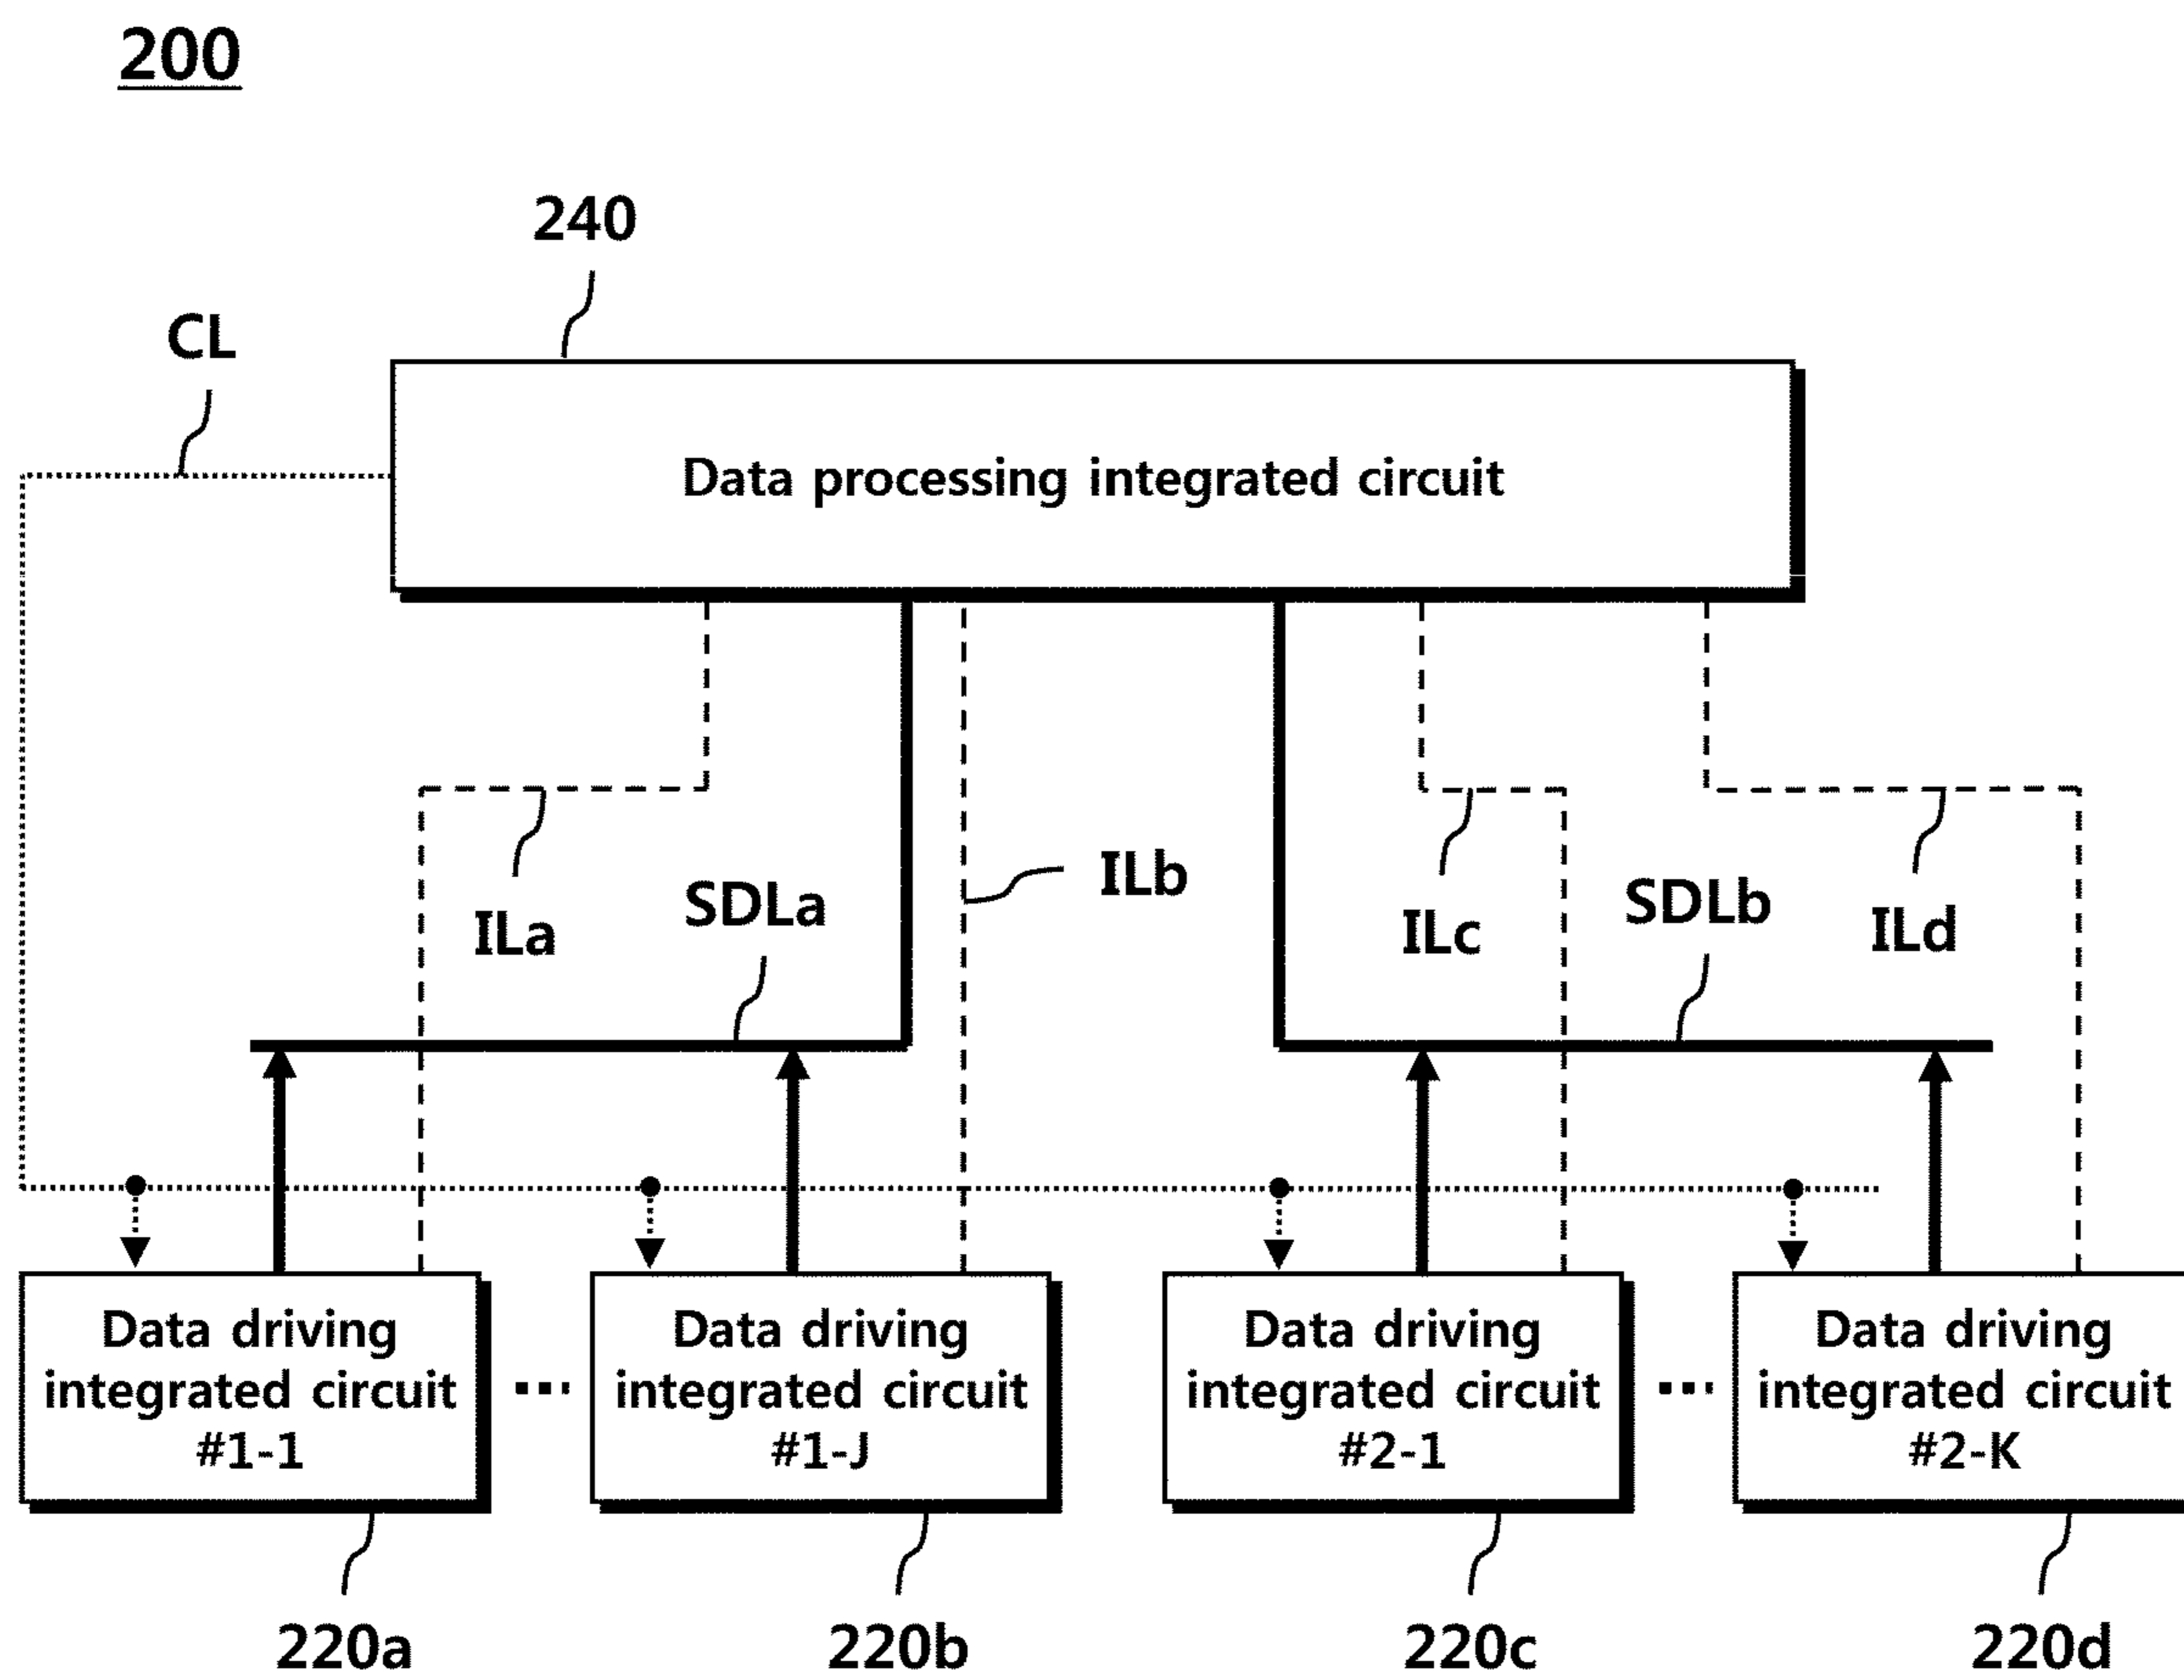 200
240
CL
Data processing integrated circuit
ILa
SDLa
ILb
ILc
SDLb
ILd
Data driving
integrated circuit
#1-1
...
Data driving
integrated circuit
#1-J
Data driving
integrated circuit
#2-1
...
Data driving
integrated circuit
#2-K
220a
220b
220c
220d